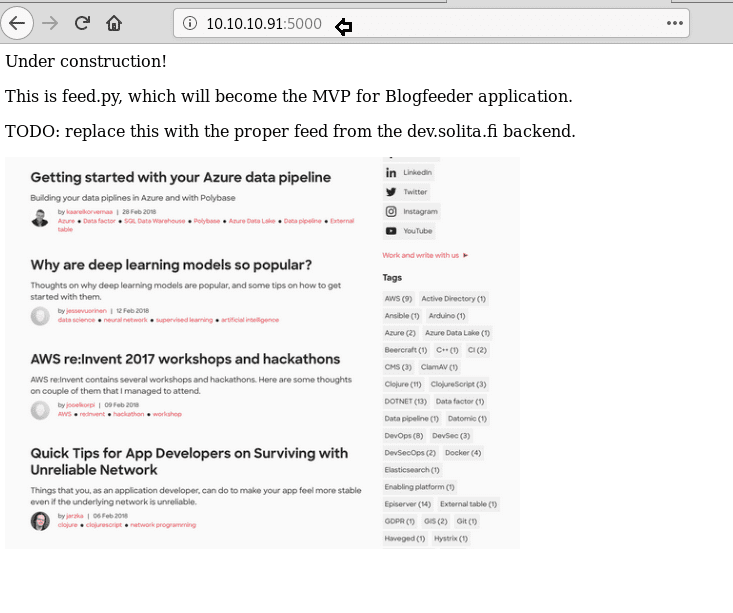 10.10.10.91:5000
Under construction!
This is feed.py, which will become the MVP for Blogfeeder application.
TODO: replace this with the proper feed from the dev.solita.fi backend.
Getting started with your Azure data pipeline
Building your data piplines in Azure and with Polybase
by kaarelkorvemaa | 28 Feb 2018
Azure • Data factor • SQL Data Warehouse • Polybase • Azure Data Lake • Data pipeline • External
table
Why are deep learning models so popular?
Thoughts on why deep learning models are popular, and some tips on how to get
started with them.
by jessevuorinen | 12 Feb 2018
data science • neural network • supervised learning • artificial intelligence
AWS re:Invent 2017 workshops and hackathons
AWS re:Invent contains several workshops and hackathons. Here are some thoughts
on couple of them that I managed to attend.
by jooelkorpi | 09 Feb 2018
AWS • re:invent • hackathon • workshop
Quick Tips for App Developers on Surviving with
Unreliable Network
Things that you, as an application developer, can do to make your app feel more stable
even if the underlying network is unreliable.
by jarzka | 06 Feb 2018
clojure • clojurescript • network programming
LinkedIn
Twitter
Instagram
YouTube
Work and write with us ►
Tags
AWS (9) Active Directory (1)
Ansible (1) Arduino (1)
Azure (2) Azure Data Lake (1)
Beercraft (1) C++ (1) CI (2)
CMS (3) ClamAV (1)
Clojure (11) ClojureScript (3)
DOTNET (13) Data factor (1)
Data pipeline (1) Datomic (1)
DevOps (8) DevSec (3)
DevSecOps (2) Docker (4)
Elasticsearch (1)
Enabling platform (1)
Episerver (14) External table (1)
GDPR (1) GIS (2) Git (1)
Haveged (1) Hystrix (1)